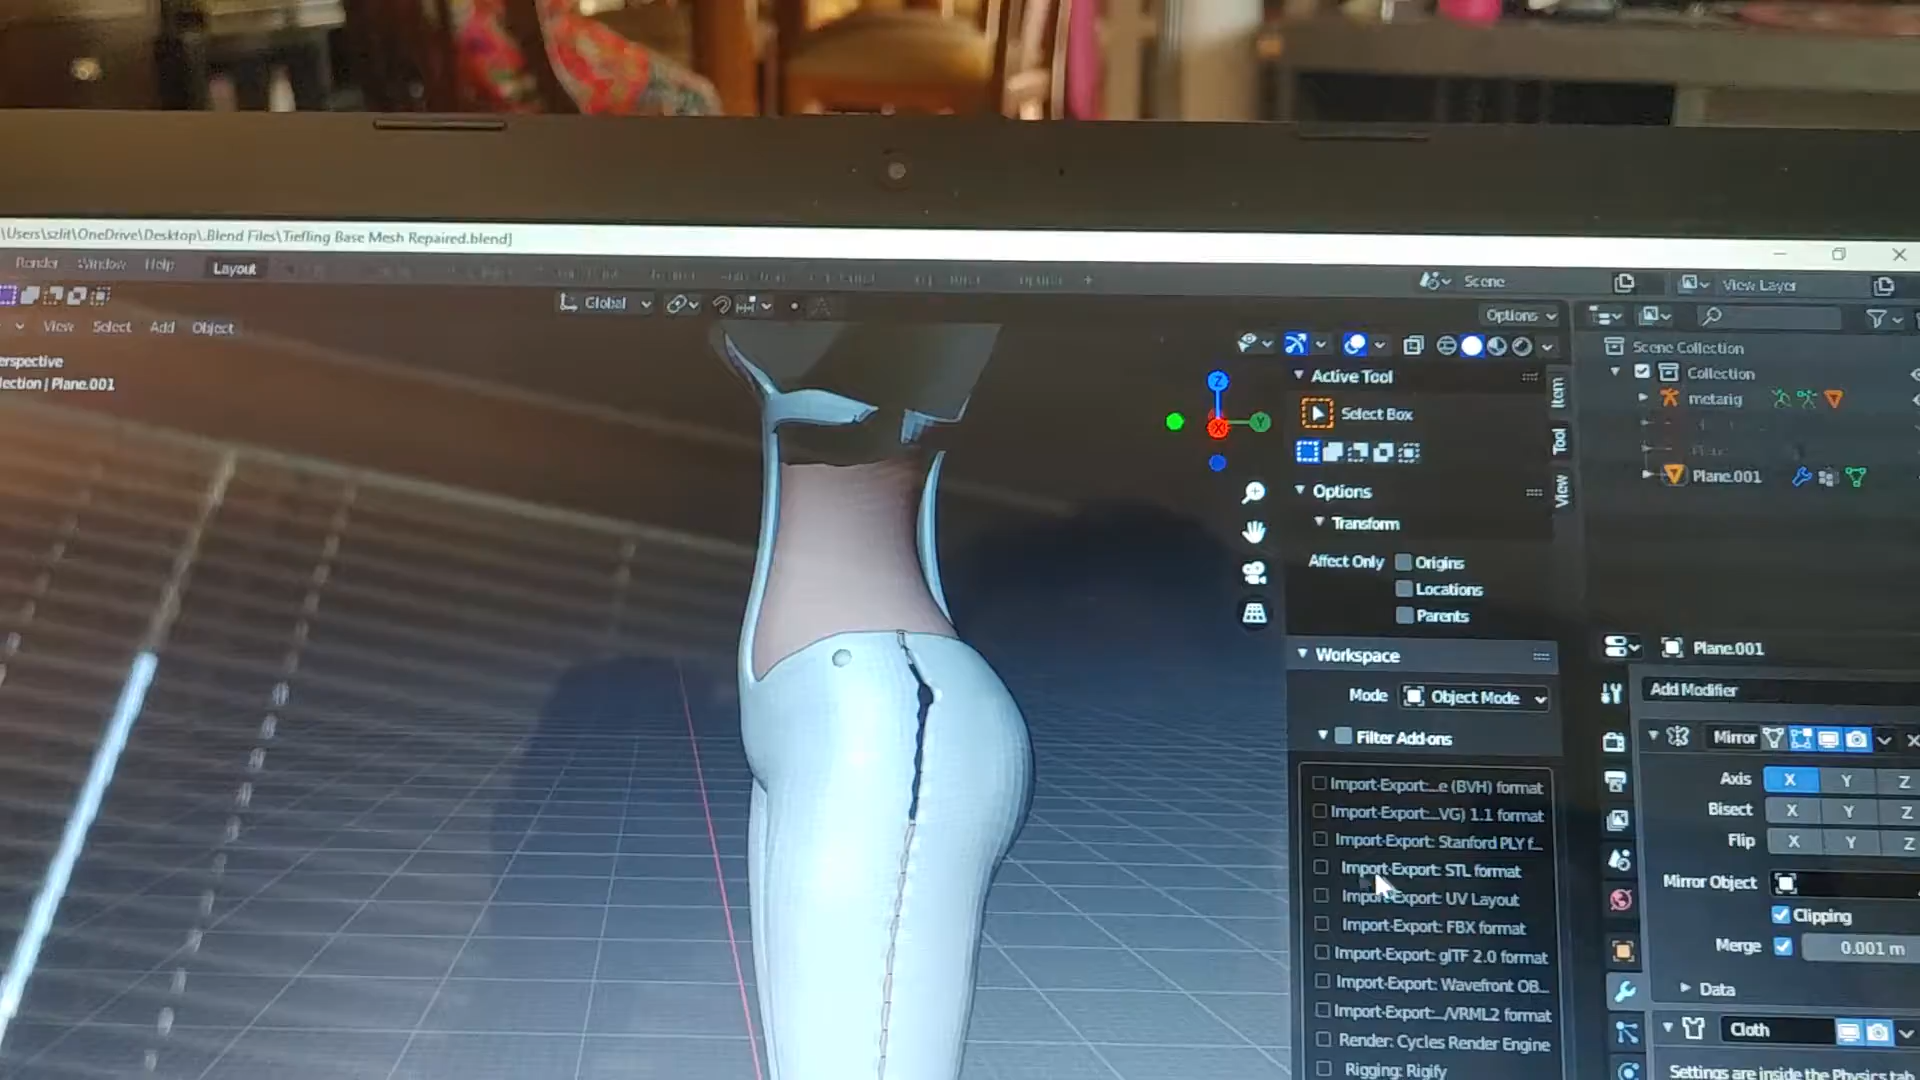 \Users\szlit\OneDrive\Desktop\.Blend Files\Tiefling Base Mesh Repaired.blend]
Render Window Help Layout
Scene
View Layer
Global
Options
View Select Add Object
erspective
lection | Plane.001
Active Tool
Select Box
Options
Transform
Affect Only Origins
Locations
Parents
Workspace
Mode Object Mode
Filter Add-ons
Import-Export:...e (BVH) format
Import-Export:...VG) 1.1 format
Import-Export: Stanford PLY f...
Import-Export: STL format
Import-Export: UV Layout
Import-Export: FBX format
Import-Export: glTF 2.0 format
Import-Export: Wavefront OB...
Import-Export:.../VRML2 format
Render: Cycles Render Engine
Rigging: Rigify
Item
Tool
View
Z
Y
X
Scene Collection
Collection
metarig
Plane.001
Plane.001
Add Modifier
Mirror
Axis X Y Z
Bisect X Y Z
Flip X Y Z
Mirror Object
Clipping
Merge 0.001 m
Data
Cloth
Settings are inside the Physics tab